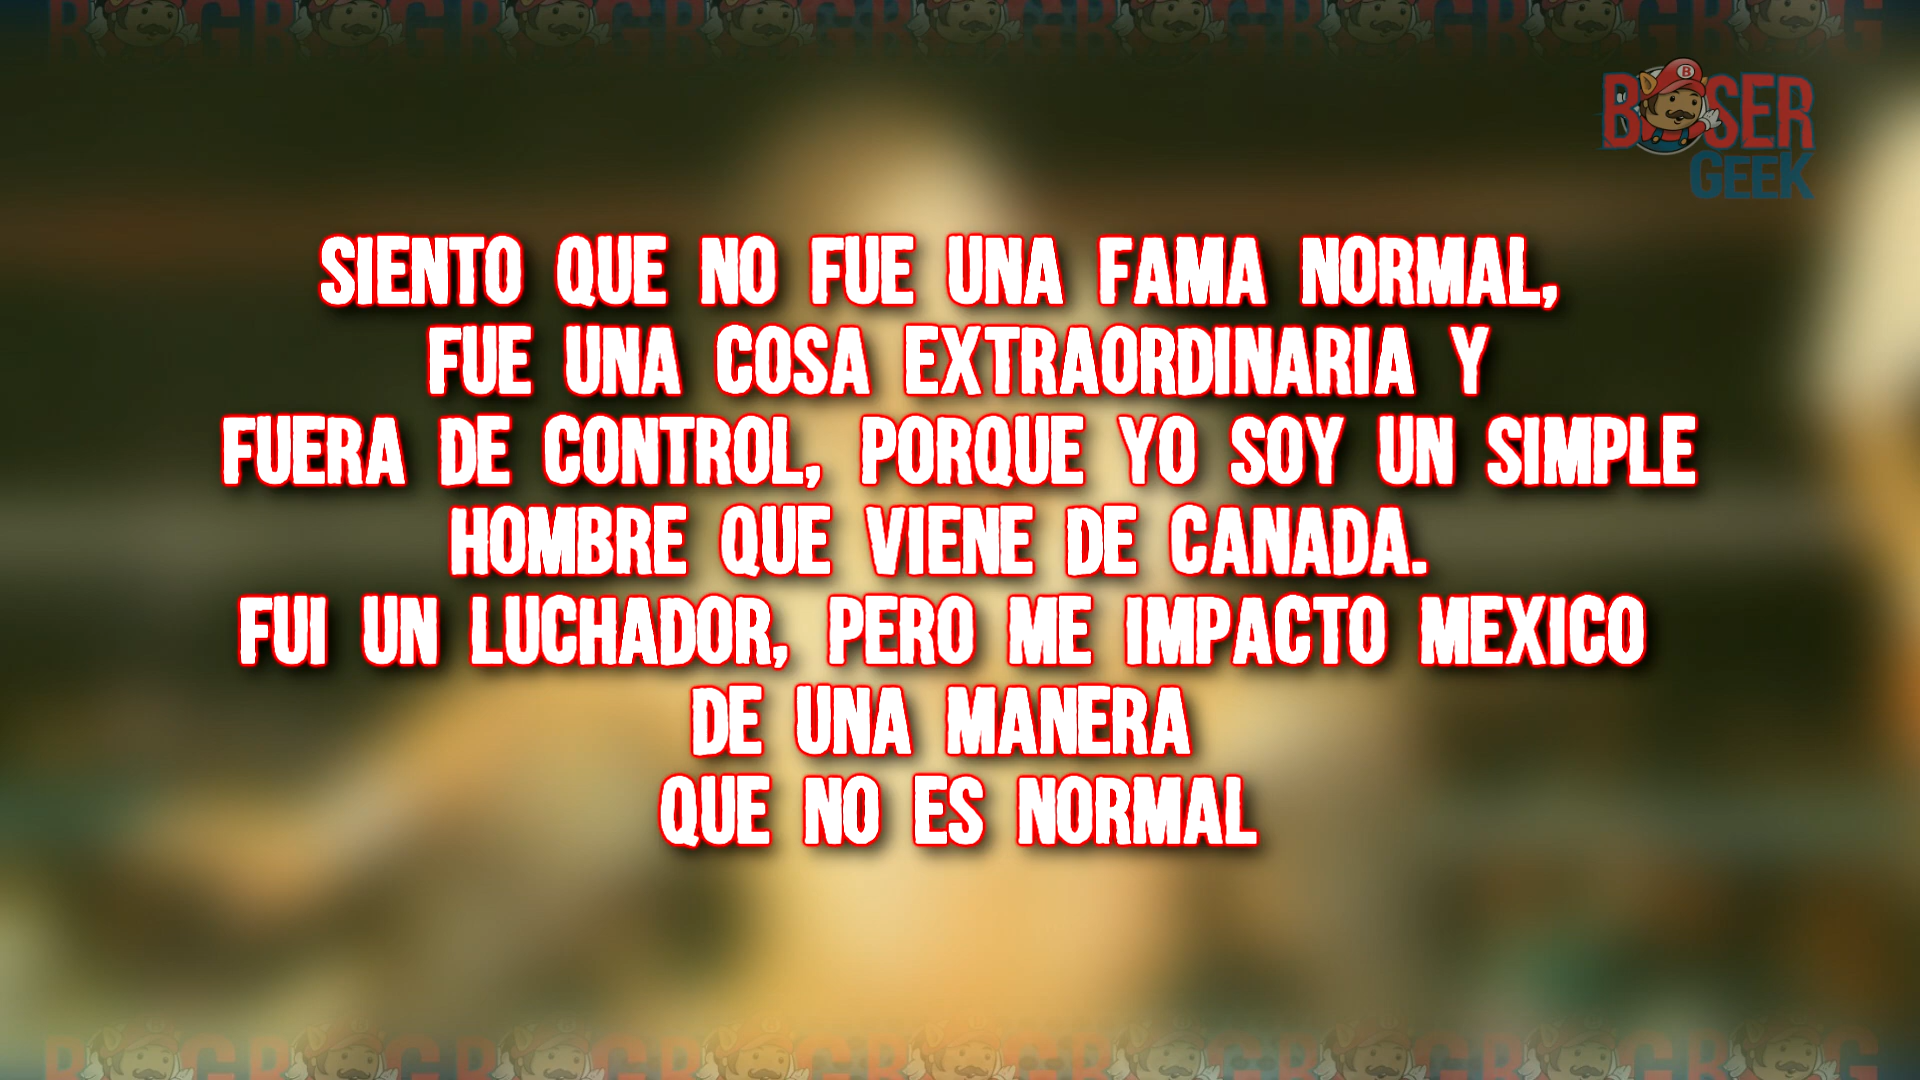 BOSER
GEEK
SIENTO QUE NO FUE UNA FAMA NORMAL,
FUE UNA COSA EXTRAORDINARIA Y
FUERA DE CONTROL, PORQUE YO SOY UN SIMPLE
HOMBRE QUE VIENE DE CANADA.
FUI UN LUCHADOR, PERO ME IMPACTO MEXICO
DE UNA MANERA
QUE NO ES NORMAL